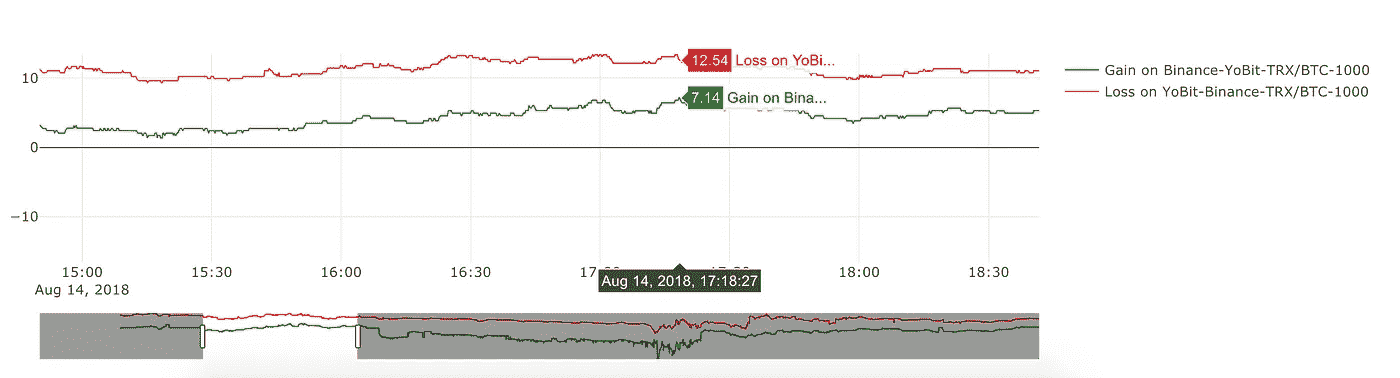 12.54 Loss on YoBi...
10
7.14 Gain on Bina...
0
−10
Gain on Binance-YoBit-TRX/BTC-1000
Loss on YoBit-Binance-TRX/BTC-1000
15:00 15:30 16:00 16:30 18:00 18:30
Aug 14, 2018
Aug 14, 2018, 17:18:27